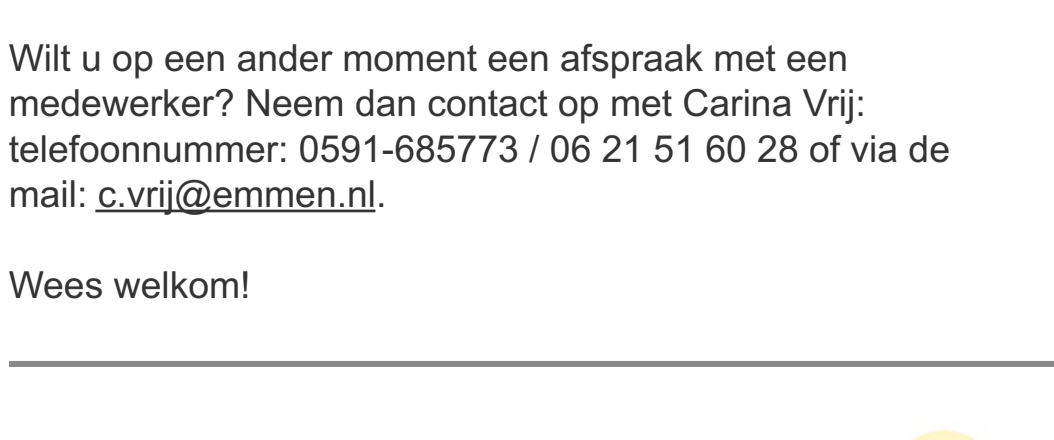 Wilt u op een ander moment een afspraak met een
medewerker? Neem dan contact op met Carina Vrij:
telefoonnummer: 0591-685773 / 06 21 51 60 28 of via de
mail: c.vrij@emmen.nl.
Wees welkom!